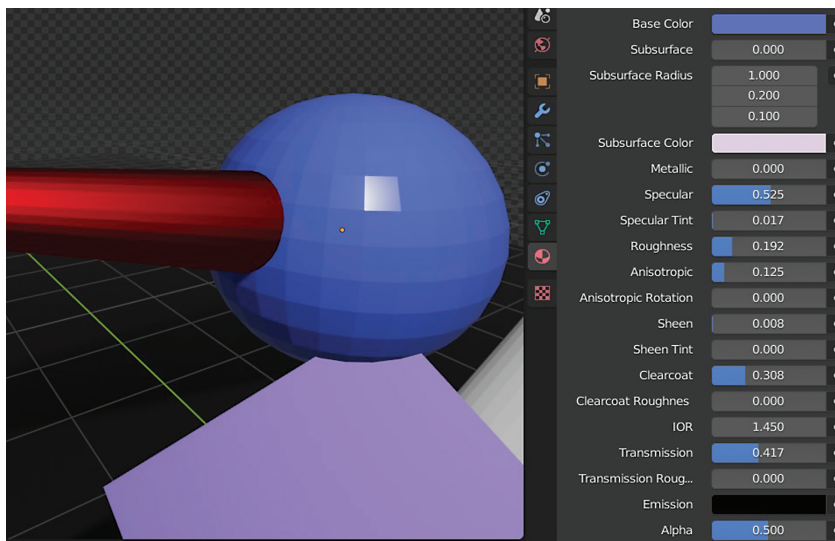 Base Color
Subsurface 0.000
Subsurface Radius 1.000
0.200
0.100
Subsurface Color
Metallic 0.000
Specular 0.525
Specular Tint 0.017
Roughness 0.192
Anisotropic 0.125
Anisotropic Rotation 0.000
Sheen 0.008
Sheen Tint 0.000
Clearcoat 0.308
Clearcoat Roughnes 0.000
IOR 1.450
Transmission 0.417
Transmission Roug... 0.000
Emission
Alpha 0.500